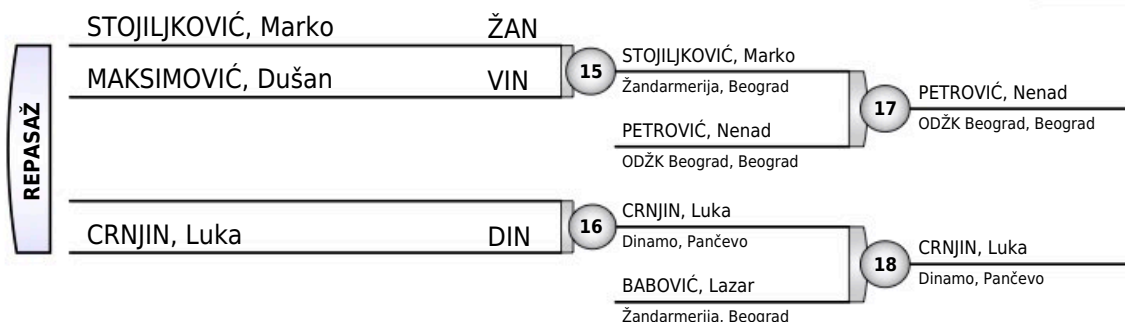 REPASAŽ
STOJILJKOVIĆ, Marko ŽAN
MAKSIMOVIĆ, Dušan VIN
15
STOJILJKOVIĆ, Marko
Žandarmerija, Beograd
PETROVIĆ, Nenad
ODŽK Beograd, Beograd
17
PETROVIĆ, Nenad
ODŽK Beograd, Beograd
CRNJIN, Luka DIN
16
CRNJIN, Luka
Dinamo, Pančevo
BABOVIĆ, Lazar
Žandarmerija, Beograd
18
CRNJIN, Luka
Dinamo, Pančevo